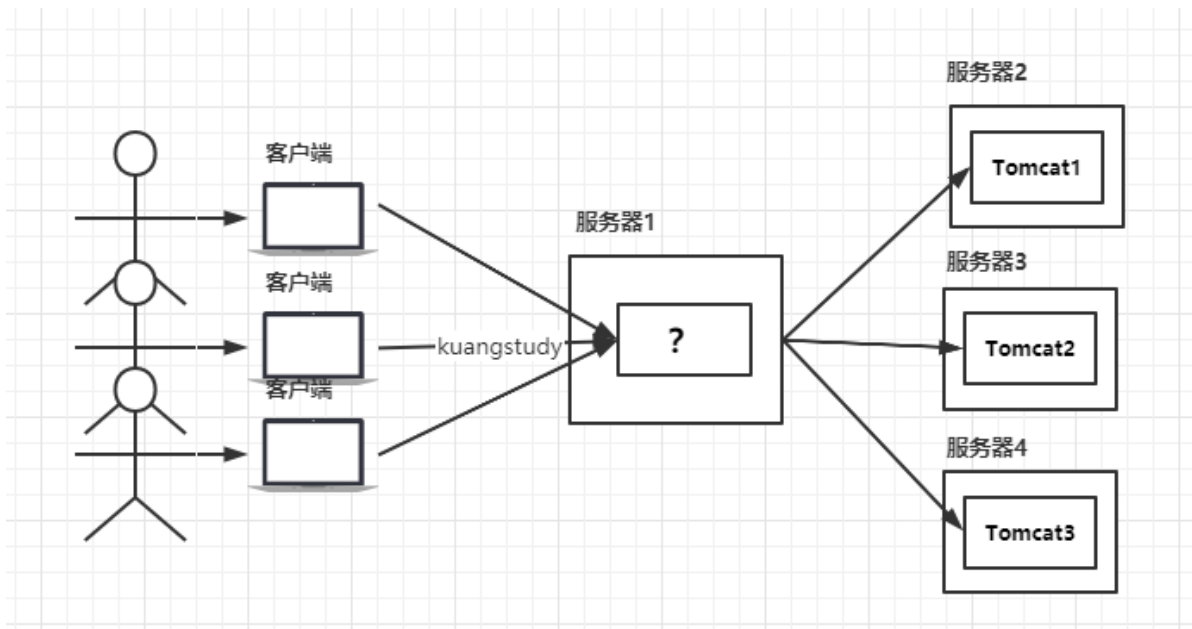 服务器2
Tomcat1
客户端
服务器1
客户端
服务器3
kuangstudy
?
Tomcat2
客户端
服务器4
Tomcat3